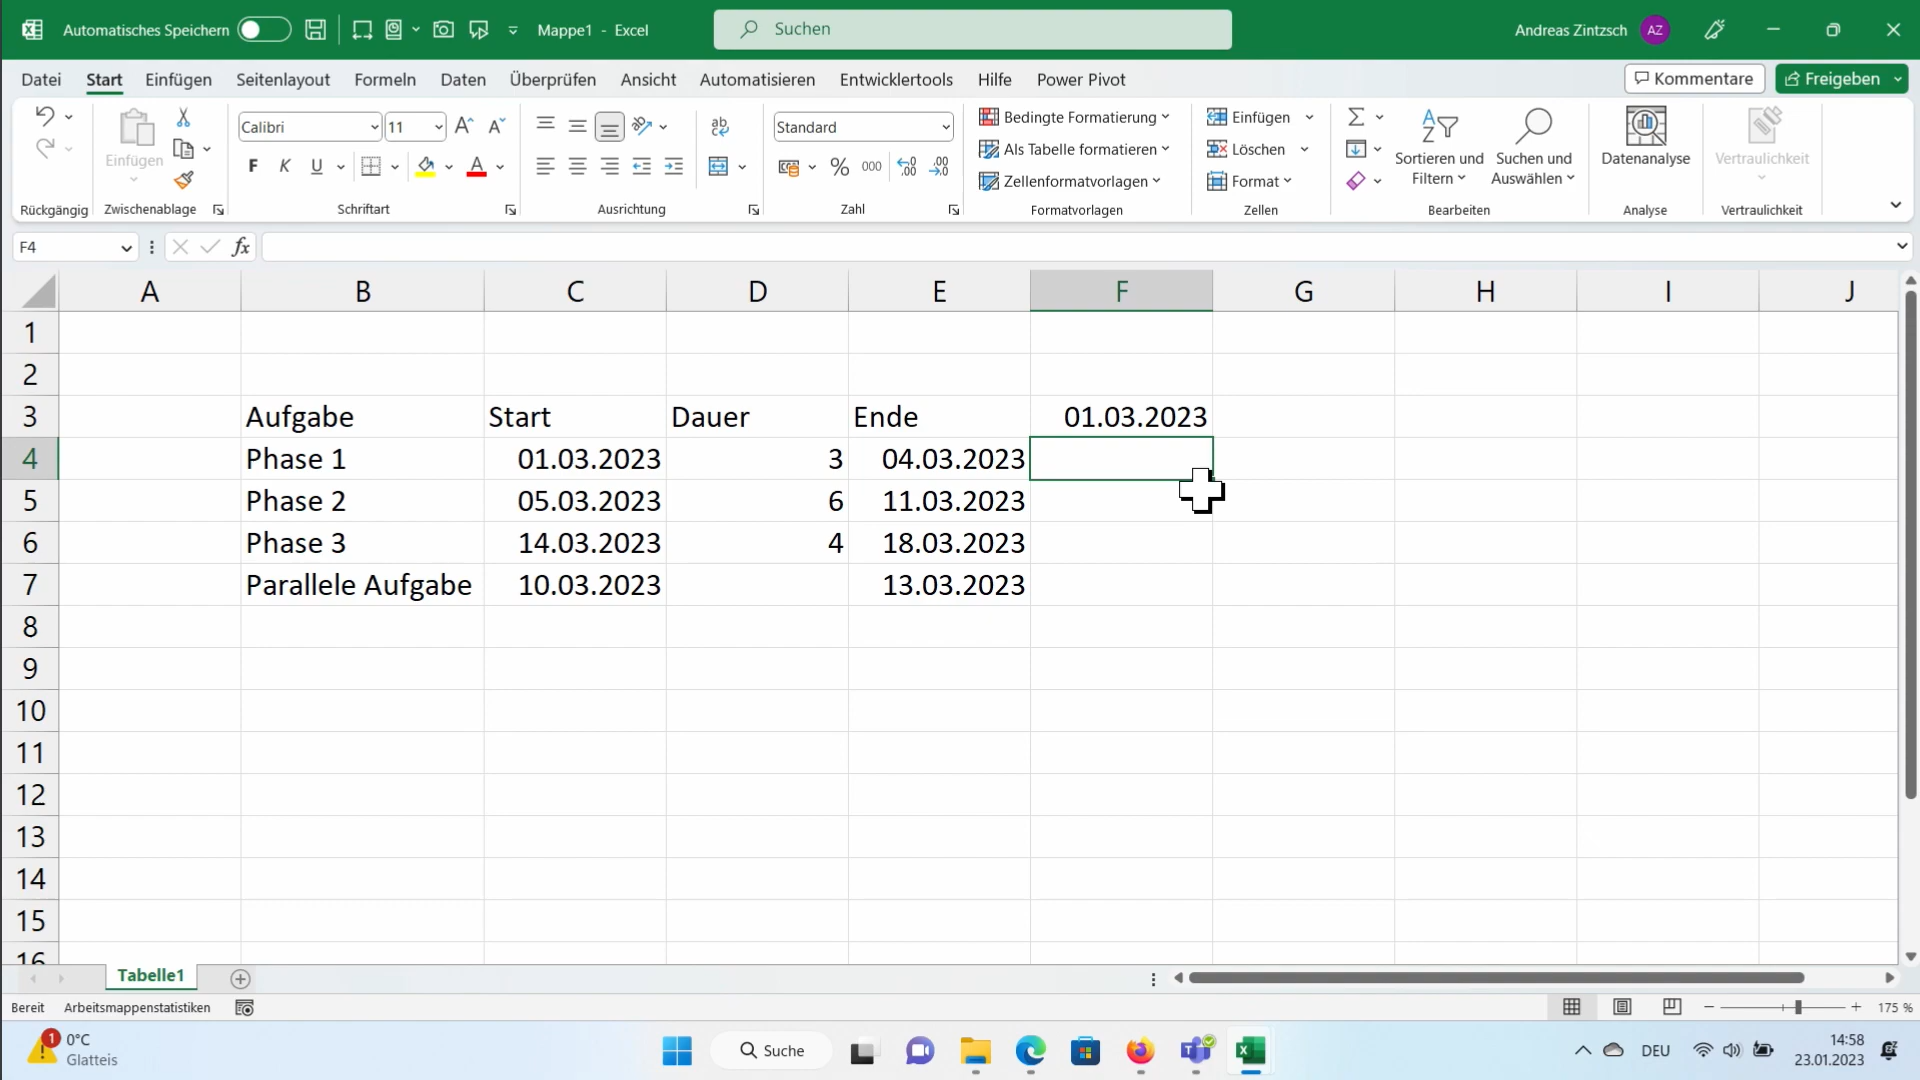 Automatisches Speichern
Mappe1 - Excel
Suchen
Andreas Zintzsch
AZ
Datei Start Einfügen Seitenlayout Formeln Daten Überprüfen Ansicht Automatisieren Entwicklertools Hilfe Power Pivot
Kommentare
Freigeben
Einfügen
Calibri 11
F K U
Standard
% 000
Bedingte Formatierung
Als Tabelle formatieren
Zellenformatvorlagen
Einfügen
Löschen
Format
Sortieren und
Filtern
Suchen und
Auswählen
Datenanalyse
Vertraulichkeit
Rückgängig Zwischenablage Schriftart Ausrichtung Zahl Formatvorlagen Zellen Bearbeiten Analyse Vertraulichkeit
F4
fx
A B C D E F G H I J
1
2
3 Aufgabe Start Dauer Ende 01.03.2023
4 Phase 1 01.03.2023 3 04.03.2023
5 Phase 2 05.03.2023 6 11.03.2023
6 Phase 3 14.03.2023 4 18.03.2023
7 Parallele Aufgabe 10.03.2023 13.03.2023
8
9
10
11
12
13
14
15
16
Tabelle1
Bereit Arbeitsmappenstatistiken
175 %
1
0°C
Glatteis
Suche
DEU
14:58
23.01.2023